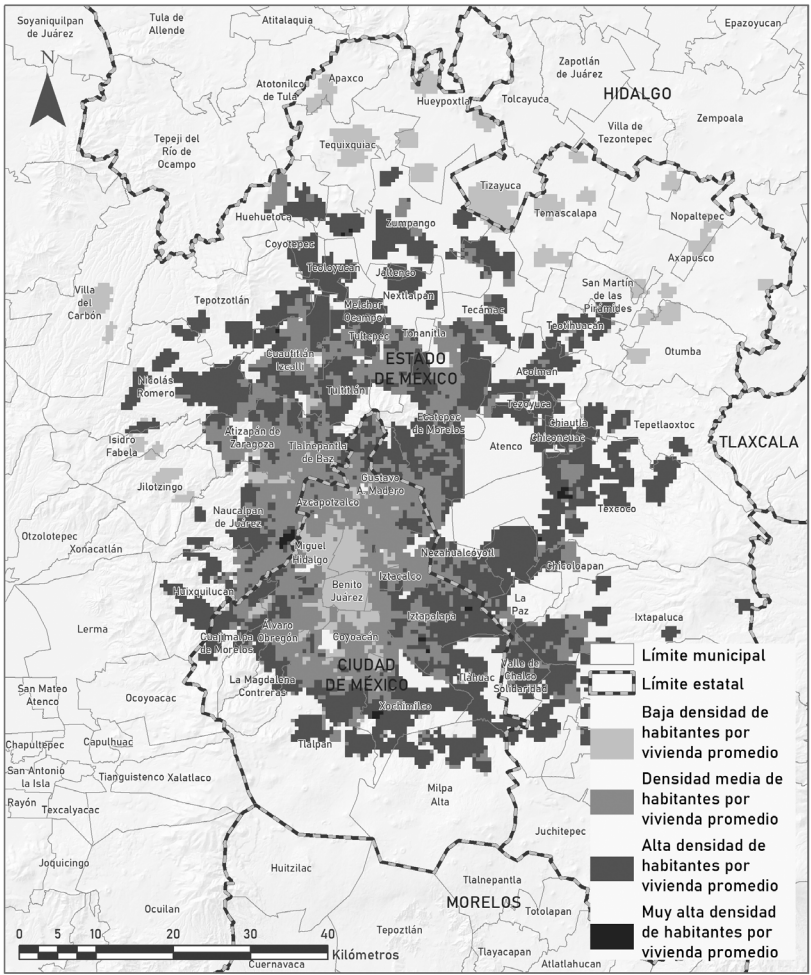 Soyaniquilpan
de Juárez
Tula de
Allende
Atitalaquia
Epazoyucan
N
Atotonilco
de Tula
Apaxco
Hueypoxtla
Tolcayuca
Zapotlán
de Juárez
HIDALGO
Zempoala
Villa de
Tezontepec
Tepeji del
Río de
Ocampo
Tequixquiac
Tizayuca
Temascalapa
Nopaltepec
Huehuetoca
Zumpango
Coyotepec
Axapusco
Teoloyucan
Jaltenco
Villa
del
Carbón
Tepotzotlán
Nextlalpan
San Martín
de las
Pirámides
Melchor
Ocampo
Tecámac
Teotihuacan
Tultepec
Tonanitla
Cuautitlán
Izcalli
ESTADO
DE MÉXICO
Otumba
Acolman
Nicolás
Romero
Tultitlán
Tezoyuca
Ecatepec
de Morelos
Chiautla
Chiconcuac
Tepetlaoxtoc
TLAXCALA
Isidro
Fabela
Atizapán de
Zaragoza
Tlalnepantla
de Baz
Atenco
Jilotzingo
Gustavo
A. Madero
Azcapotzalco
Texcoco
Naucalpan
de Juárez
Otzolotepec
Xonacatlán
Miguel
Hidalgo
Nezahualcóyotl
Chicoloapan
Huixquilucan
Benito
Juárez
Iztacalco
La
Paz
Iztapalapa
Ixtapaluca
Lerma
Cuajimalpa
de Morelos
Álvaro
Obregón
Coyoacán
CIUDAD
DE MÉXICO
La Magdalena
Contreras
Tláhuac
Valle de
Chalco
Solidaridad
San Mateo
Atenco
Ocoyoacac
Xochimilco
Tlalpan
Chapultepec
Capulhuac
San Antonio
la Isla
Tianguistenco
Xalatlaco
Milpa
Alta
Rayón
Texcalyacac
Juchitepec
Joquicingo
Huitzilac
Tlalnepantla
MORELOS
Totolapan
Ocuilan
Tepoztlán
Tlayacapan
Atlatlahucan
Cuernavaca
Límite municipal
Límite estatal
Baja densidad de
habitantes por
vivienda promedio
Densidad media de
habitantes por
vivienda promedio
Alta densidad de
habitantes por
vivienda promedio
Muy alta densidad
de habitantes por
vivienda promedio
0 5 10 20 30 40
Kilómetros